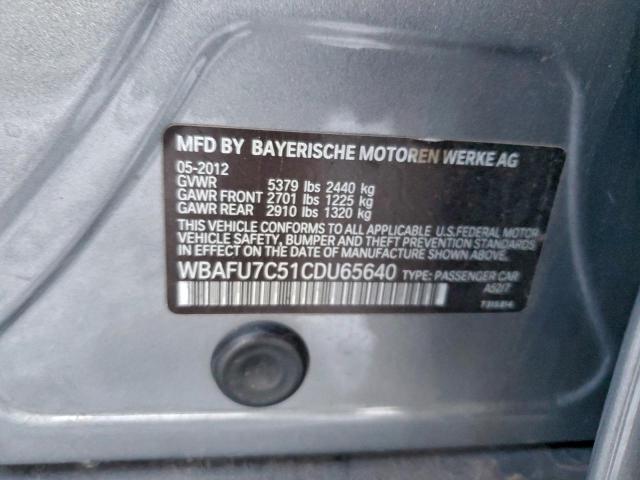 MFD BY BAYERISCHE MOTOREN WERKE AG
05-2012
GVWR 5379 lbs 2440 kg
GAWR FRONT 2701 lbs 1225 kg
GAWR REAR 2910 lbs 1320 kg
THIS VEHICLE CONFORMS TO ALL APPLICABLE U.S.FEDERAL MOTOR
VEHICLE SAFETY, BUMPER, AND THEFT PREVENTION STANDARDS
IN EFFECT ON THE DATE OF MANUFACTURE SHOWN ABOVE.
WBAFU7C51CDU65640 TYPE: PASSENGER CAR
A52/7